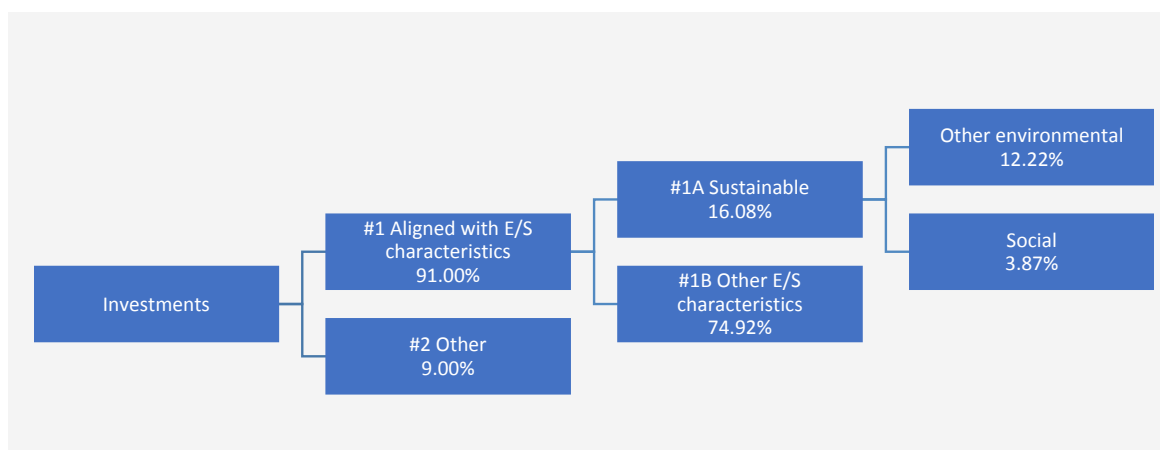 Investments
#1 Aligned with E/S
characteristics
91.00%
#2 Other
9.00%
#1A Sustainable
16.08%
#1B Other E/S
characteristics
74.92%
Other environmental
12.22%
Social
3.87%